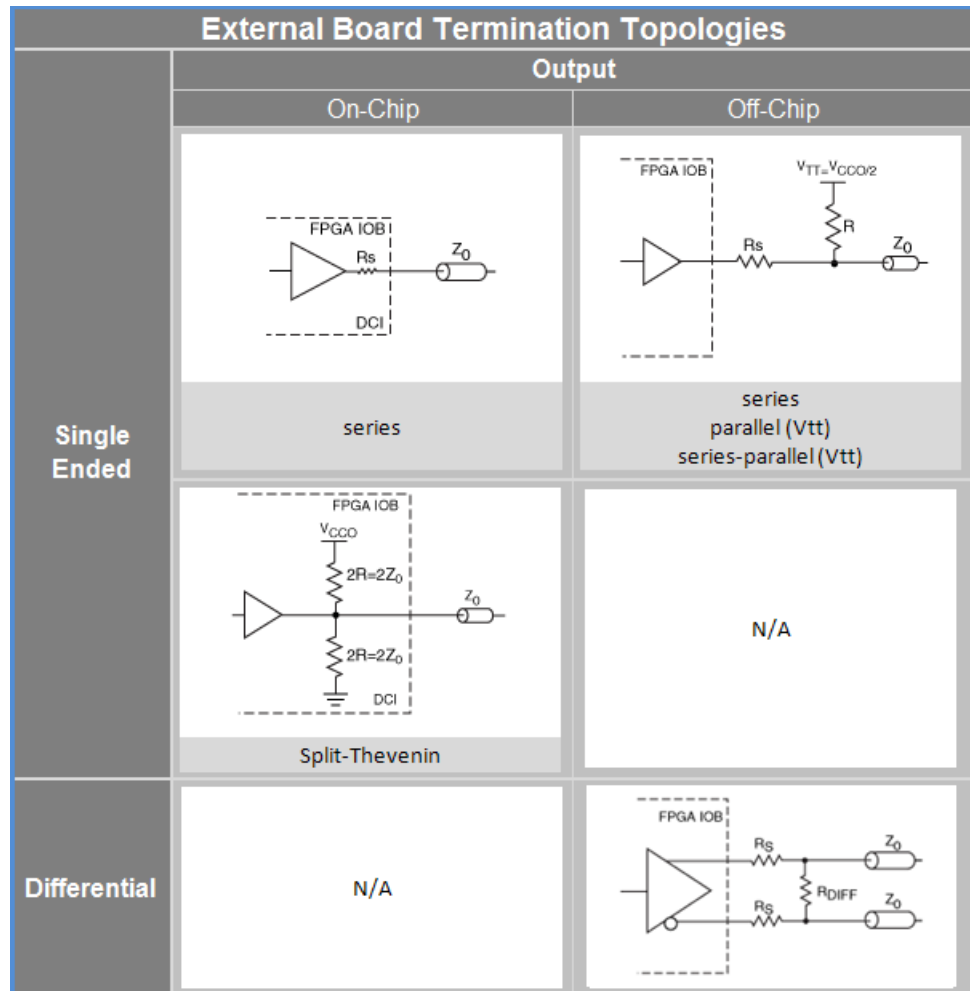 External Board Termination Topologies
Output
On-Chip
Off-Chip
Single
Ended
FPGA IOB
Rs
Z0
DCI
series
FPGA IOB
VTT=VCCO/2
R
Rs
Z0
series
parallel (Vtt)
series-parallel (Vtt)
FPGA IOB
VCCO
2R=2Z0
Z0
2R=2Z0
DCI
Split-Thevenin
N/A
Differential
N/A
FPGA IOB
RS
Z0
RDIFF
RS
Z0